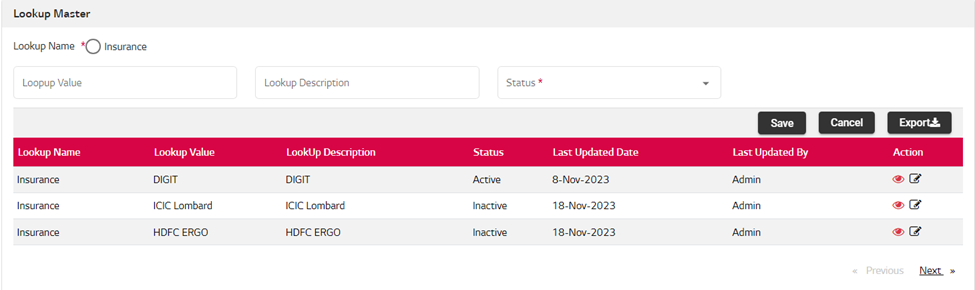 Lookup Master
Lookup Name * Insurance
Loopup Value Lookup Description Status *
Save Cancel Export
Lookup Name Lookup Value LookUp Description Status Last Updated Date Last Updated By Action
Insurance DIGIT DIGIT Active 8-Nov-2023 Admin
Insurance ICIC Lombard ICIC Lombard Inactive 18-Nov-2023 Admin
Insurance HDFC ERGO HDFC ERGO Inactive 18-Nov-2023 Admin
« Previous Next »